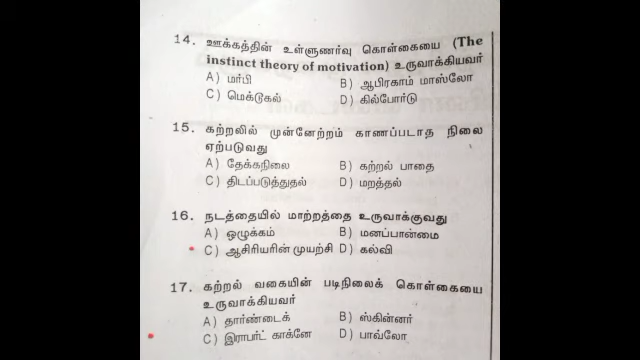 14. ஊக்கத்தின் உள்ளுணர்வு கொள்கையை (The
instinct theory of motivation) உருவாக்கியவர்
A) மர்பி B) ஆபிரகாம் மாஸ்லோ
C) மெக்டூகல் D) கில்போர்டு
15. கற்றலில் முன்னேற்றம் காணப்படாத நிலை
ஏற்படுவது
A) தேக்கநிலை B) கற்றல் பாதை
C) திடப்படுத்துதல் D) மறத்தல்
16. நடத்தையில் மாற்றத்தை உருவாக்குவது
A) ஒழுக்கம் B) மனப்பான்மை
C) ஆசிரியரின் முயற்சி D) கல்வி
17. கற்றல் வகையின் படிநிலைக் கொள்கையை
உருவாக்கியவர்
A) தார்ண்டைக் B) ஸ்கின்னர்
C) இராபர்ட் காக்னே D) பாவ்லோ